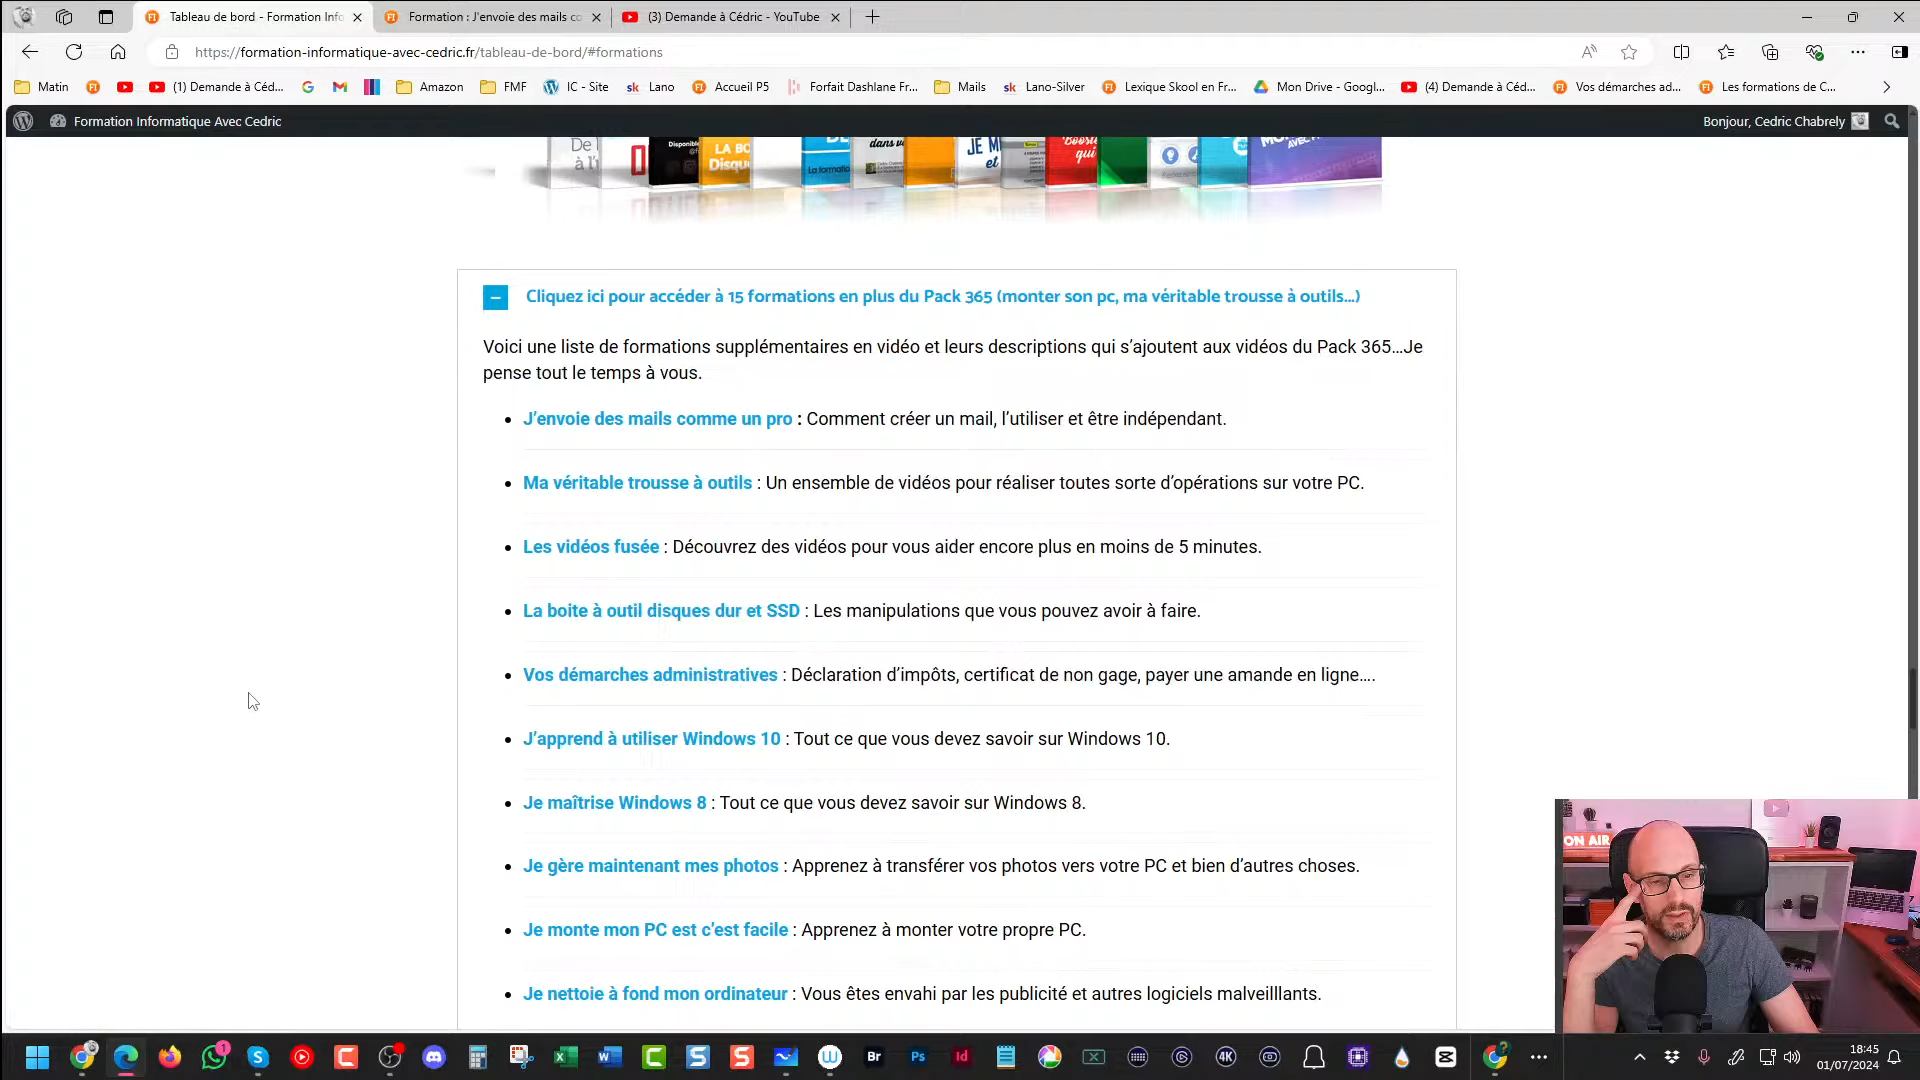 Tableau de bord - Formation Info
Formation : J'envoie des mails co
(3) Demande à Cédric - YouTube
https://formation-informatique-avec-cedric.fr/tableau-de-bord/#formations
Matin
(1) Demande à Céd...
Amazon
FMF
IC - Site
Lano
Accueil P5
Forfait Dashlane Fr...
Mails
Lano-Silver
Lexique Skool en Fr...
Mon Drive - Googl...
(4) Demande à Céd...
Vos démarches ad...
Les formations de C...
Formation Informatique Avec Cedric
Bonjour, Cedric Chabrely
Disponible
LA BO
Disqu
La formation
dans v
JE M
et
Boost
qui
Cliquez ici pour accéder à 15 formations en plus du Pack 365 (monter son pc, ma véritable trousse à outils…)
Voici une liste de formations supplémentaires en vidéo et leurs descriptions qui s’ajoutent aux vidéos du Pack 365…Je
pense tout le temps à vous.
J’envoie des mails comme un pro : Comment créer un mail, l’utiliser et être indépendant.
Ma véritable trousse à outils : Un ensemble de vidéos pour réaliser toutes sorte d’opérations sur votre PC.
Les vidéos fusée : Découvrez des vidéos pour vous aider encore plus en moins de 5 minutes.
La boite à outil disques dur et SSD : Les manipulations que vous pouvez avoir à faire.
Vos démarches administratives : Déclaration d’impôts, certificat de non gage, payer une amande en ligne….
J’apprend à utiliser Windows 10 : Tout ce que vous devez savoir sur Windows 10.
Je maîtrise Windows 8 : Tout ce que vous devez savoir sur Windows 8.
Je gère maintenant mes photos : Apprenez à transférer vos photos vers votre PC et bien d’autres choses.
Je monte mon PC est c’est facile : Apprenez à monter votre propre PC.
Je nettoie à fond mon ordinateur : Vous êtes envahi par les publicité et autres logiciels malveilllants.
ON AIR
18:45
01/07/2024